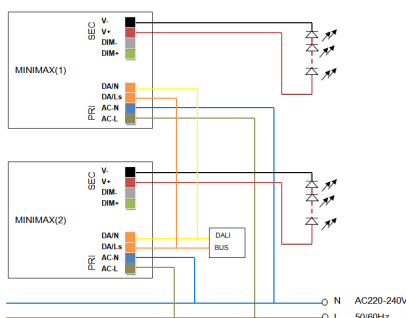 SEC
V-
V+
DIM-
DIM+
MINIMAX(1)
PRI
DA/N
DA/Ls
AC-N
AC-L
SEC
V-
V+
DIM-
DIM+
MINIMAX(2)
PRI
DA/N
DA/Ls
AC-N
AC-L
DALI
BUS
N AC220-240V
L 50/60Hz